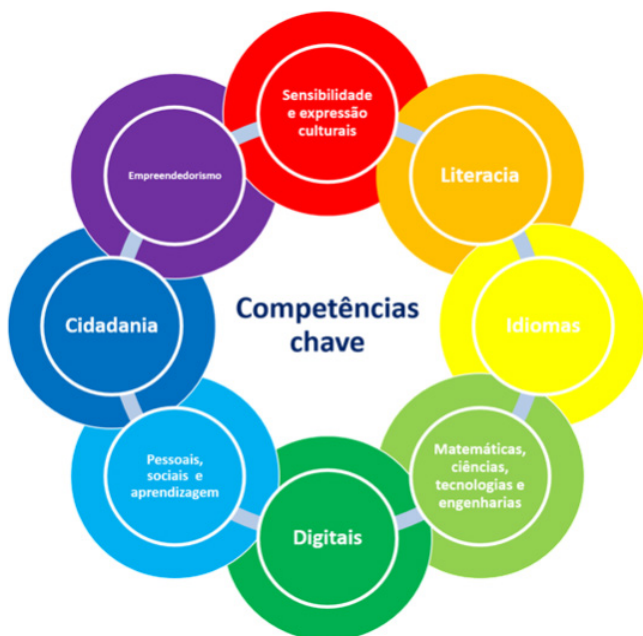 Competências
chave
Sensibilidade
e expressão
culturais
Literacia
Idiomas
Matemáticas,
ciências,
tecnologias e
engenharias
Digitais
Pessoais,
sociais e
aprendizagem
Cidadania
Empreendedorismo